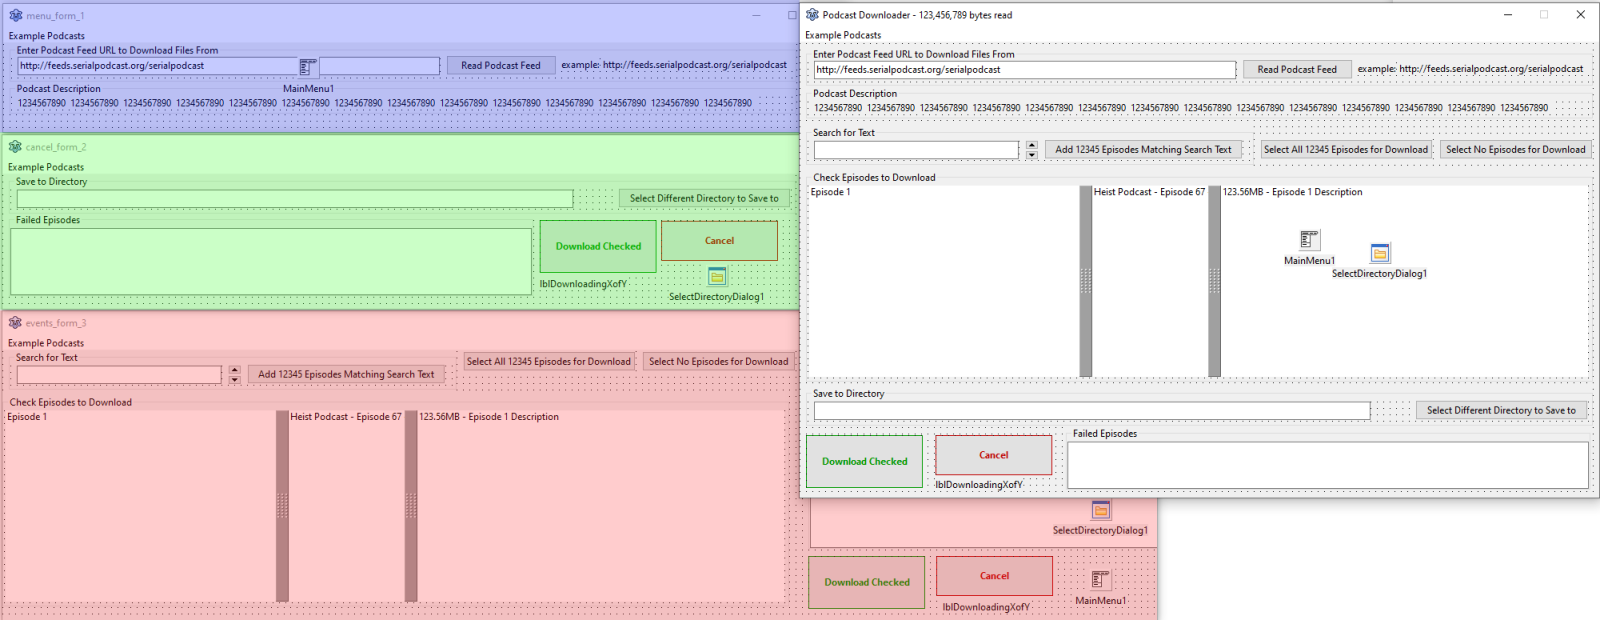 menu_form_1
Example Podcasts
Enter Podcast Feed URL to Download Files From
http://feeds.serialpodcast.org/serialpodcast
Read Podcast Feed
example: http://feeds.serialpodcast.org/serialpodcast
MainMenu1
Podcast Description
1234567890 1234567890 1234567890 1234567890 1234567890 1234567890 1234567890 1234567890 1234567890 1234567890 1234567890 1234567890 1234567890 1234567890
cancel_form_2
Example Podcasts
Save to Directory
Select Different Directory to Save to
Failed Episodes
Download Checked
Cancel
lblDownloadingXofY
SelectDirectoryDialog1
events_form_3
Example Podcasts
Search for Text
Add 12345 Episodes Matching Search Text
Select All 12345 Episodes for Download
Select No Episodes for Download
Check Episodes to Download
Episode 1
Heist Podcast - Episode 67
123.56MB - Episode 1 Description
SelectDirectoryDialog1
Download Checked
Cancel
lblDownloadingXofY
MainMenu1
Podcast Downloader - 123,456,789 bytes read
Example Podcasts
Enter Podcast Feed URL to Download Files From
http://feeds.serialpodcast.org/serialpodcast
Read Podcast Feed
example: http://feeds.serialpodcast.org/serialpodcast
Podcast Description
1234567890 1234567890 1234567890 1234567890 1234567890 1234567890 1234567890 1234567890 1234567890 1234567890 1234567890 1234567890 1234567890 1234567890
Search for Text
Add 12345 Episodes Matching Search Text
Select All 12345 Episodes for Download
Select No Episodes for Download
Check Episodes to Download
Episode 1
Heist Podcast - Episode 67
123.56MB - Episode 1 Description
MainMenu1
SelectDirectoryDialog1
Save to Directory
Select Different Directory to Save to
Download Checked
Cancel
lblDownloadingXofY
Failed Episodes